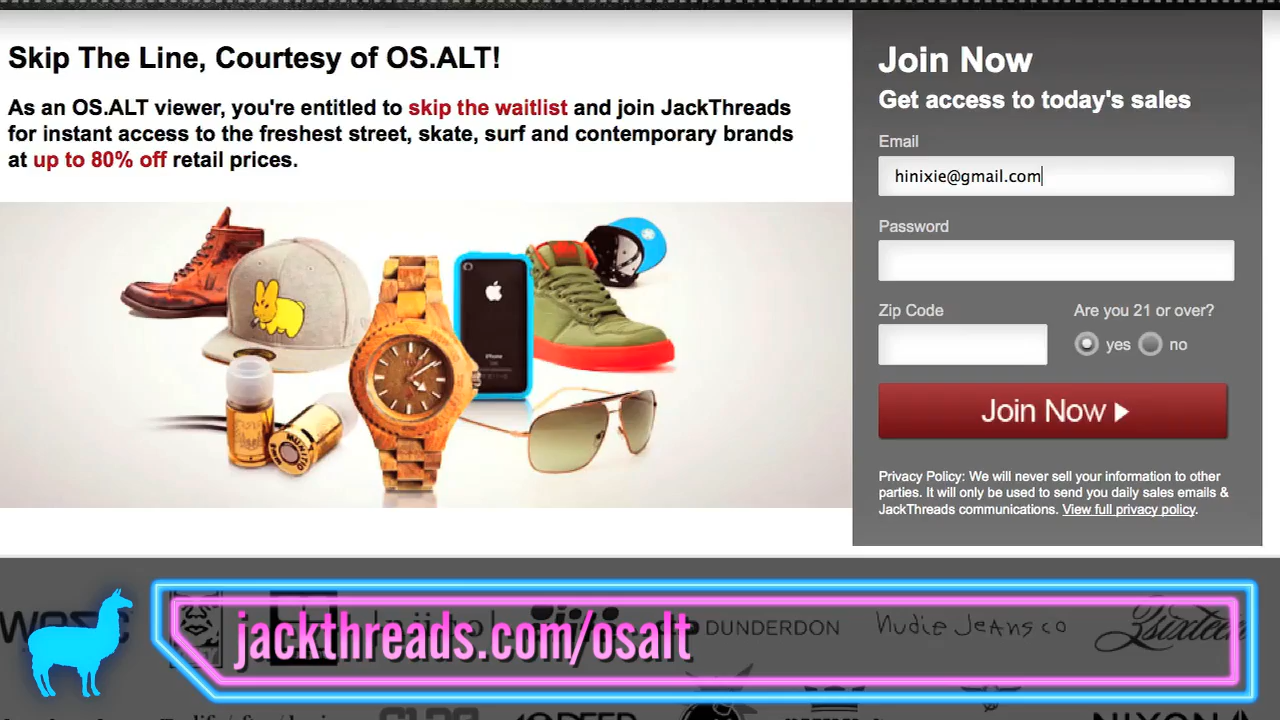 Skip The Line, Courtesy of OS.ALT!
As an OS.ALT viewer, you're entitled to skip the waitlist and join JackThreads
for instant access to the freshest street, skate, surf and contemporary brands
at up to 80% off retail prices.
iPhone
MUNITIO
Join Now
Get access to today's sales
Email
hinixie@gmail.com
Password
Zip Code
Are you 21 or over?
yes no
Join Now
Privacy Policy: We will never sell your information to other
parties. It will only be used to send you daily sales emails &
JackThreads communications. View full privacy policy.
jackthreads.com/osalt
DUNDERDON
nudie jeans co
NIXON